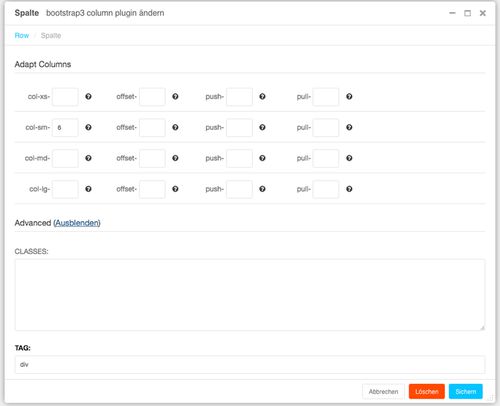 Spalte bootstrap3 column plugin ändern
Row / Spalte
Adapt Columns
col-xs- offset- push- pull-
col-sm- 6 offset- push- pull-
col-md- offset- push- pull-
col-lg- offset- push- pull-
Advanced (Ausblenden)
CLASSES:
TAG:
div
Abbrechen Löschen Sichern